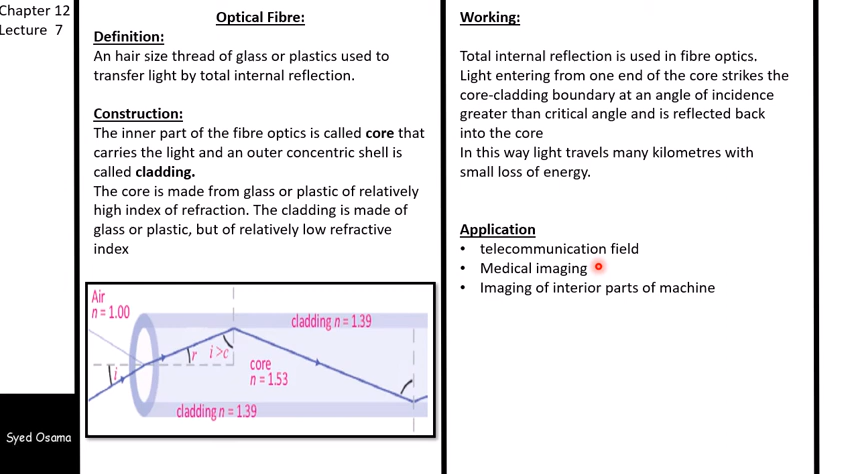 Chapter 12
Lecture 7
Optical Fibre:
Definition:
An hair size thread of glass or plastics used to
transfer light by total internal reflection.
Construction:
The inner part of the fibre optics is called core that
carries the light and an outer concentric shell is
called cladding.
The core is made from glass or plastic of relatively
high index of refraction. The cladding is made of
glass or plastic, but of relatively low refractive
index
Air
n = 1.00
cladding n = 1.39
i
r
i>c
core
n = 1.53
cladding n = 1.39
Working:
Total internal reflection is used in fibre optics.
Light entering from one end of the core strikes the
core-cladding boundary at an angle of incidence
greater than critical angle and is reflected back
into the core
In this way light travels many kilometres with
small loss of energy.
Application
• telecommunication field
• Medical imaging
• Imaging of interior parts of machine
Syed Osama